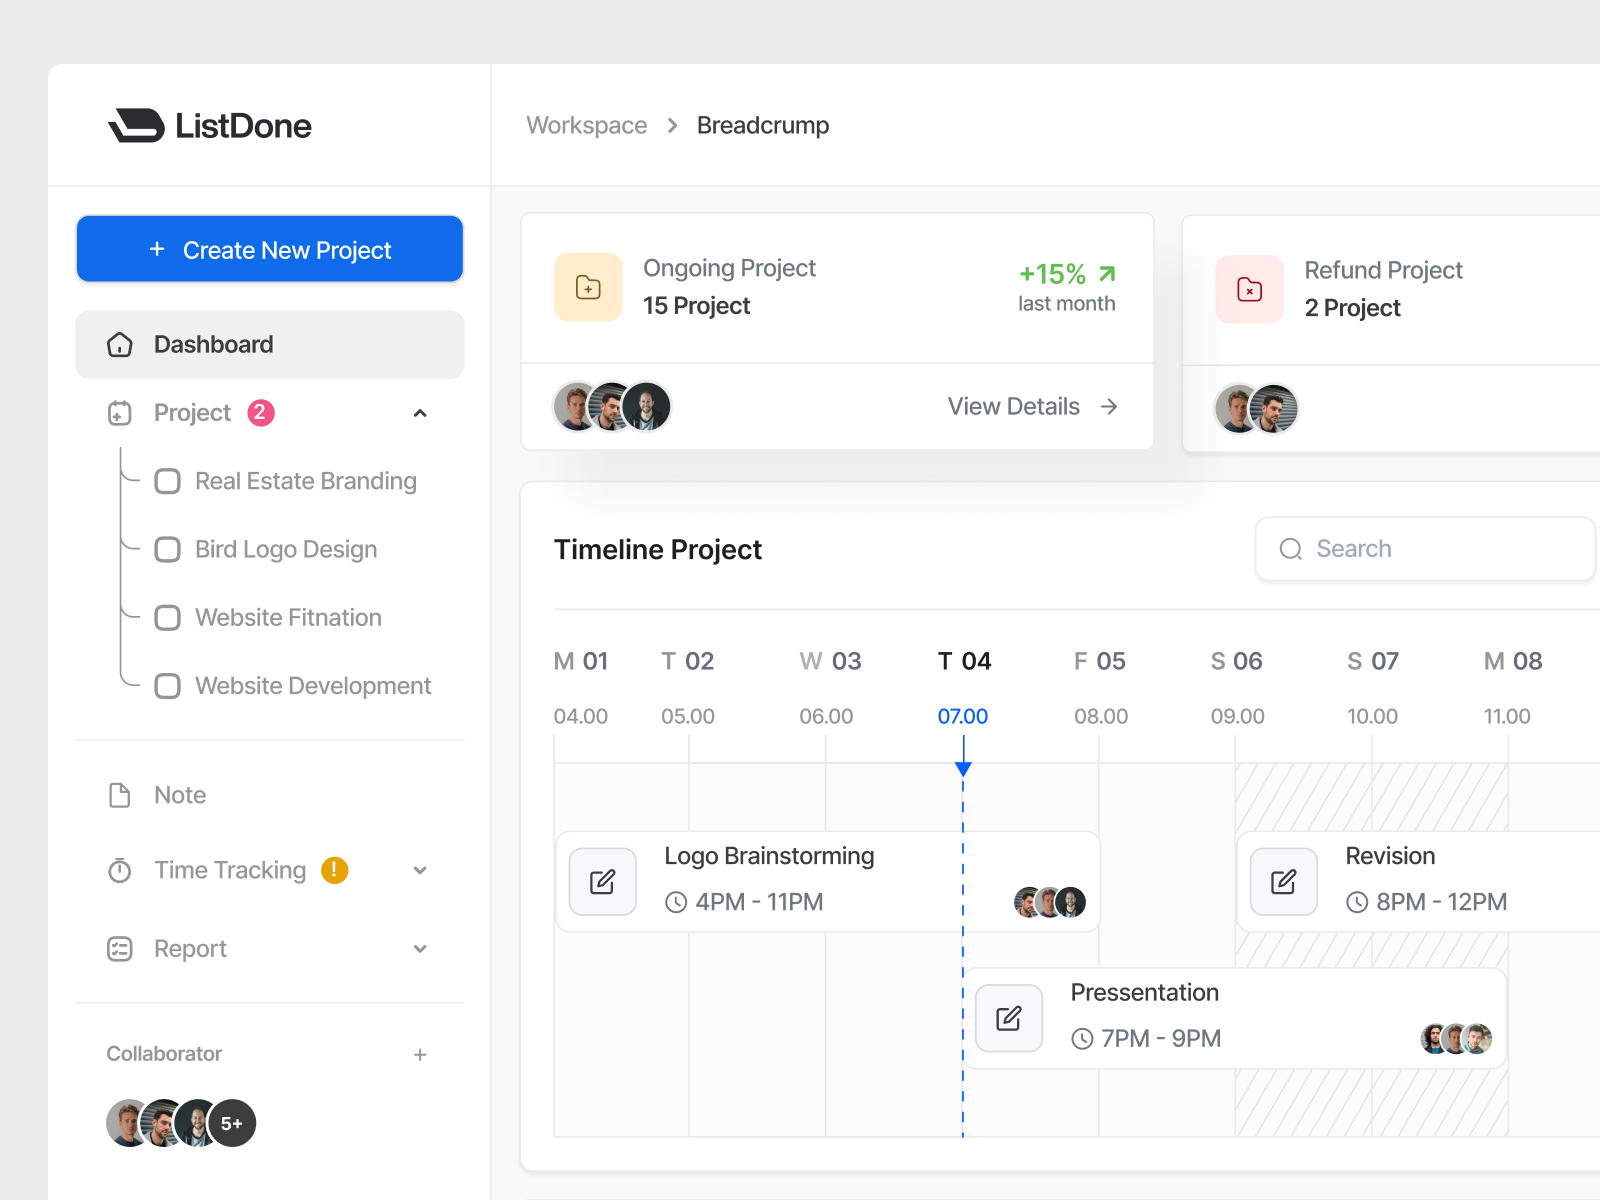 ListDone
Workspace > Breadcrump
+ Create New Project
Dashboard
Project 2
Real Estate Branding
Bird Logo Design
Website Fitnation
Website Development
Note
Time Tracking !
Report
Collaborator +
5+
Ongoing Project
15 Project
+15%
last month
View Details
Refund Project
2 Project
Timeline Project
Search
M 01 T 02 W 03 T 04 F 05 S 06 S 07 M 08
04.00 05.00 06.00 07.00 08.00 09.00 10.00 11.00
Logo Brainstorming
4PM - 11PM
Revision
8PM - 12PM
Pressentation
7PM - 9PM